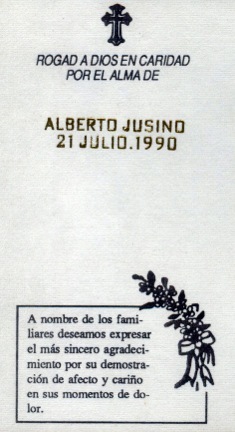 ROGAD A DIOS EN CARIDAD
POR EL ALMA DE
ALBERTO JUSINO
21 JULIO.1990
A nombre de los fami-
liares deseamos expresar
el más sincero agradeci-
miento por su demostra-
ción de afecto y cariño
en sus momentos de do-
lor.